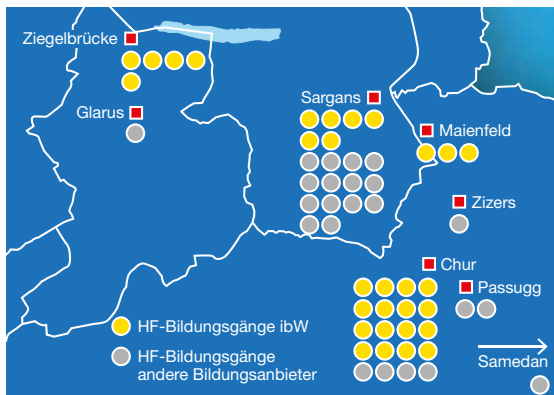 Ziegelbrücke
Glarus
Sargans
Maienfeld
Zizers
Chur
Passugg
HF-Bildungsgänge ibW
HF-Bildungsgänge
andere Bildungsanbieter
Samedan